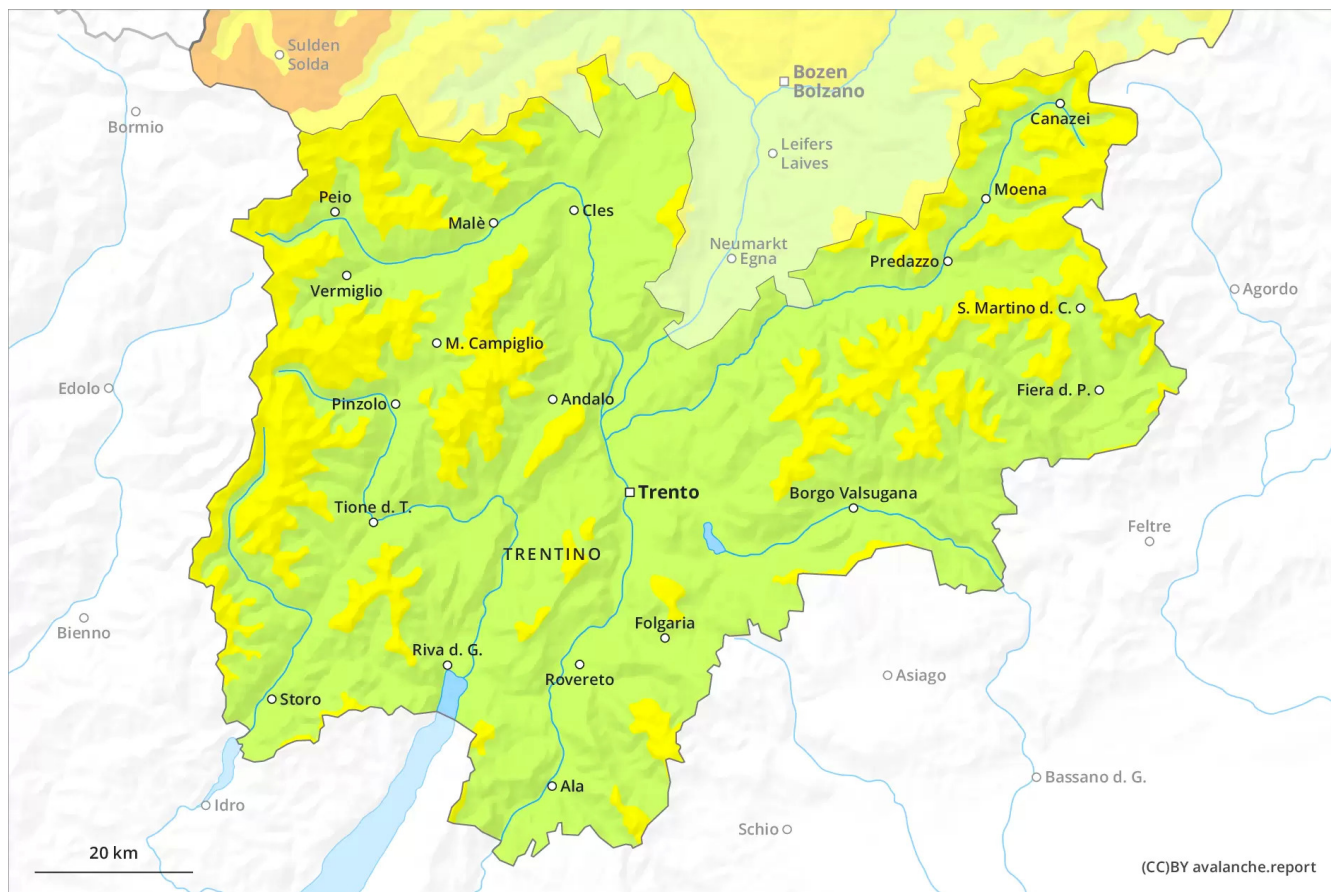 Sulden
Solda
Bozen
Bolzano
Canazei
Bormio
Leifers
Laives
Moena
Peio
Malè
Cles
Neumarkt
Egna
Predazzo
Vermiglio
Agordo
S. Martino d. C.
M. Campiglio
Edolo
Pinzolo
Andalo
Fiera d. P.
Trento
Borgo Valsugana
Tione d. T.
Feltre
TRENTINO
Bienno
Folgaria
Riva d. G.
Rovereto
Asiago
Storo
Ala
Bassano d. G.
Idro
Schio
20 km
(CC)BY avalanche.report